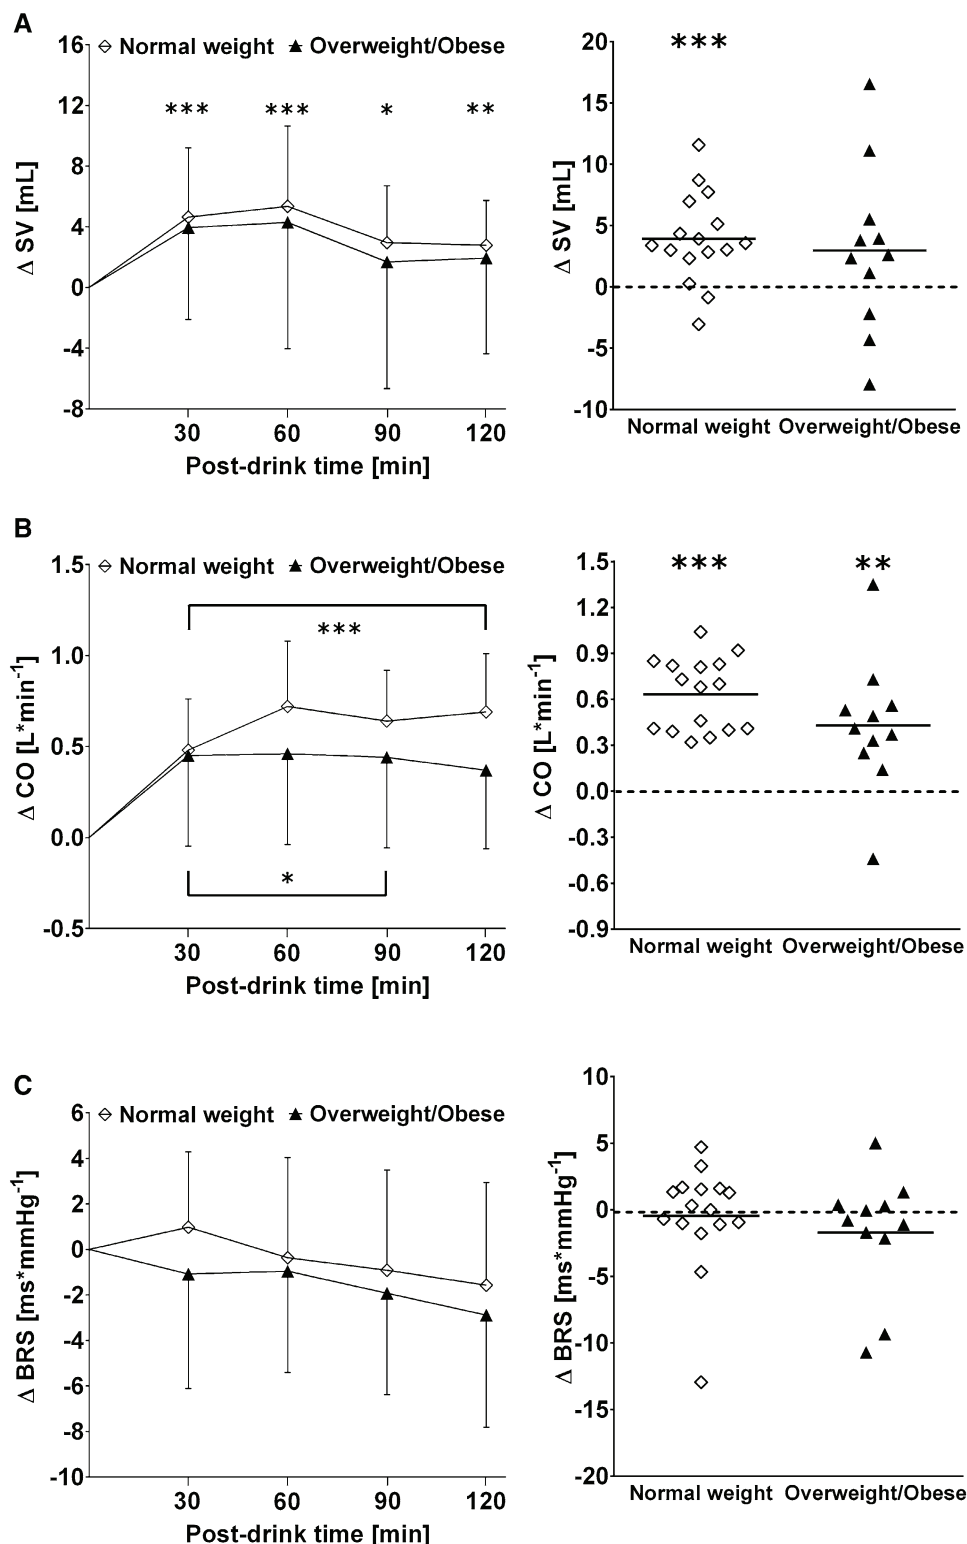 A
◇ Normal weight ▲ Overweight/Obese
16
12
8
4
0
-4
-8
*** *** * **
30 60 90 120
Post-drink time [min]
Δ SV [mL]
20
15
10
5
0
-5
-10
***
Normal weight Overweight/Obese
Δ SV [mL]
B
◇ Normal weight ▲ Overweight/Obese
1.5
1.0
0.5
0.0
-0.5
***
*
30 60 90 120
Post-drink time [min]
Δ CO [L*min⁻¹]
1.5
1.2
0.9
0.6
0.3
0.0
-0.3
-0.6
-0.9
*** **
Normal weight Overweight/Obese
Δ CO [L*min⁻¹]
C
◇ Normal weight ▲ Overweight/Obese
6
4
2
0
-2
-4
-6
-8
-10
30 60 90 120
Post-drink time [min]
Δ BRS [ms*mmHg⁻¹]
10
5
0
-5
-10
-15
-20
Normal weight Overweight/Obese
Δ BRS [ms*mmHg⁻¹]